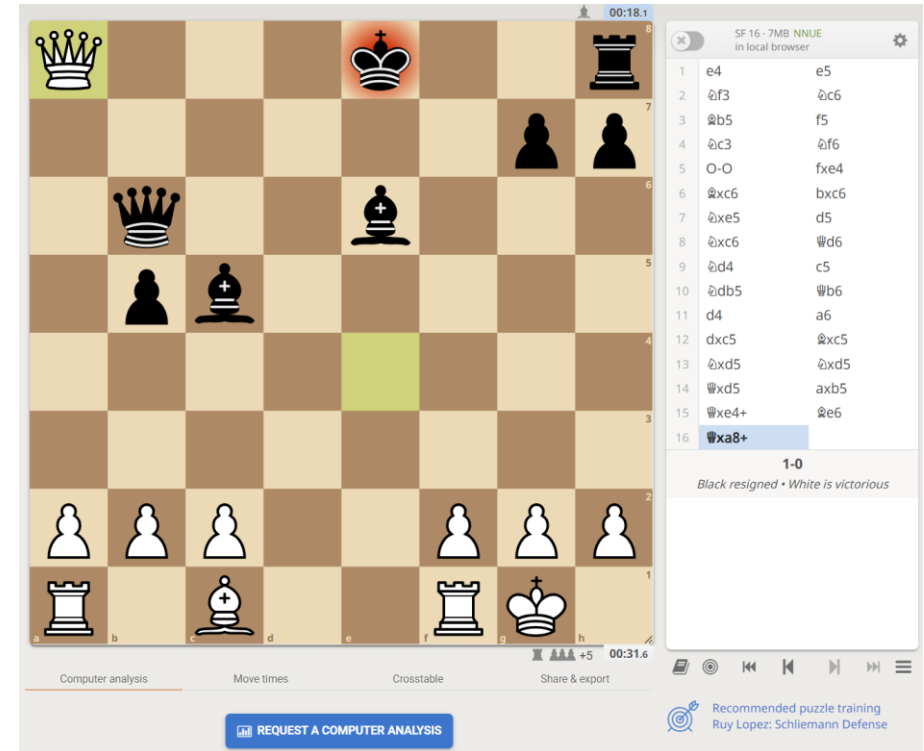 00:18.1
8
7
6
5
4
3
2
1
a b c d e f g h
+5 00:31.6
Computer analysis Move times Crosstable Share & export
REQUEST A COMPUTER ANALYSIS
SF 16 - 7MB NNUE
in local browser
1 e4 e5
2 ♘f3 ♘c6
3 ♗b5 f5
4 ♘c3 ♘f6
5 O-O fxe4
6 ♗xc6 bxc6
7 ♘xe5 d5
8 ♘xc6 ♕d6
9 ♘d4 c5
10 ♘db5 ♕b6
11 d4 a6
12 dxc5 ♗xc5
13 ♘xd5 ♘xd5
14 ♕xd5 axb5
15 ♕xe4+ ♗e6
16 ♕xa8+
1-0
Black resigned • White is victorious
Recommended puzzle training
Ruy Lopez: Schliemann Defense